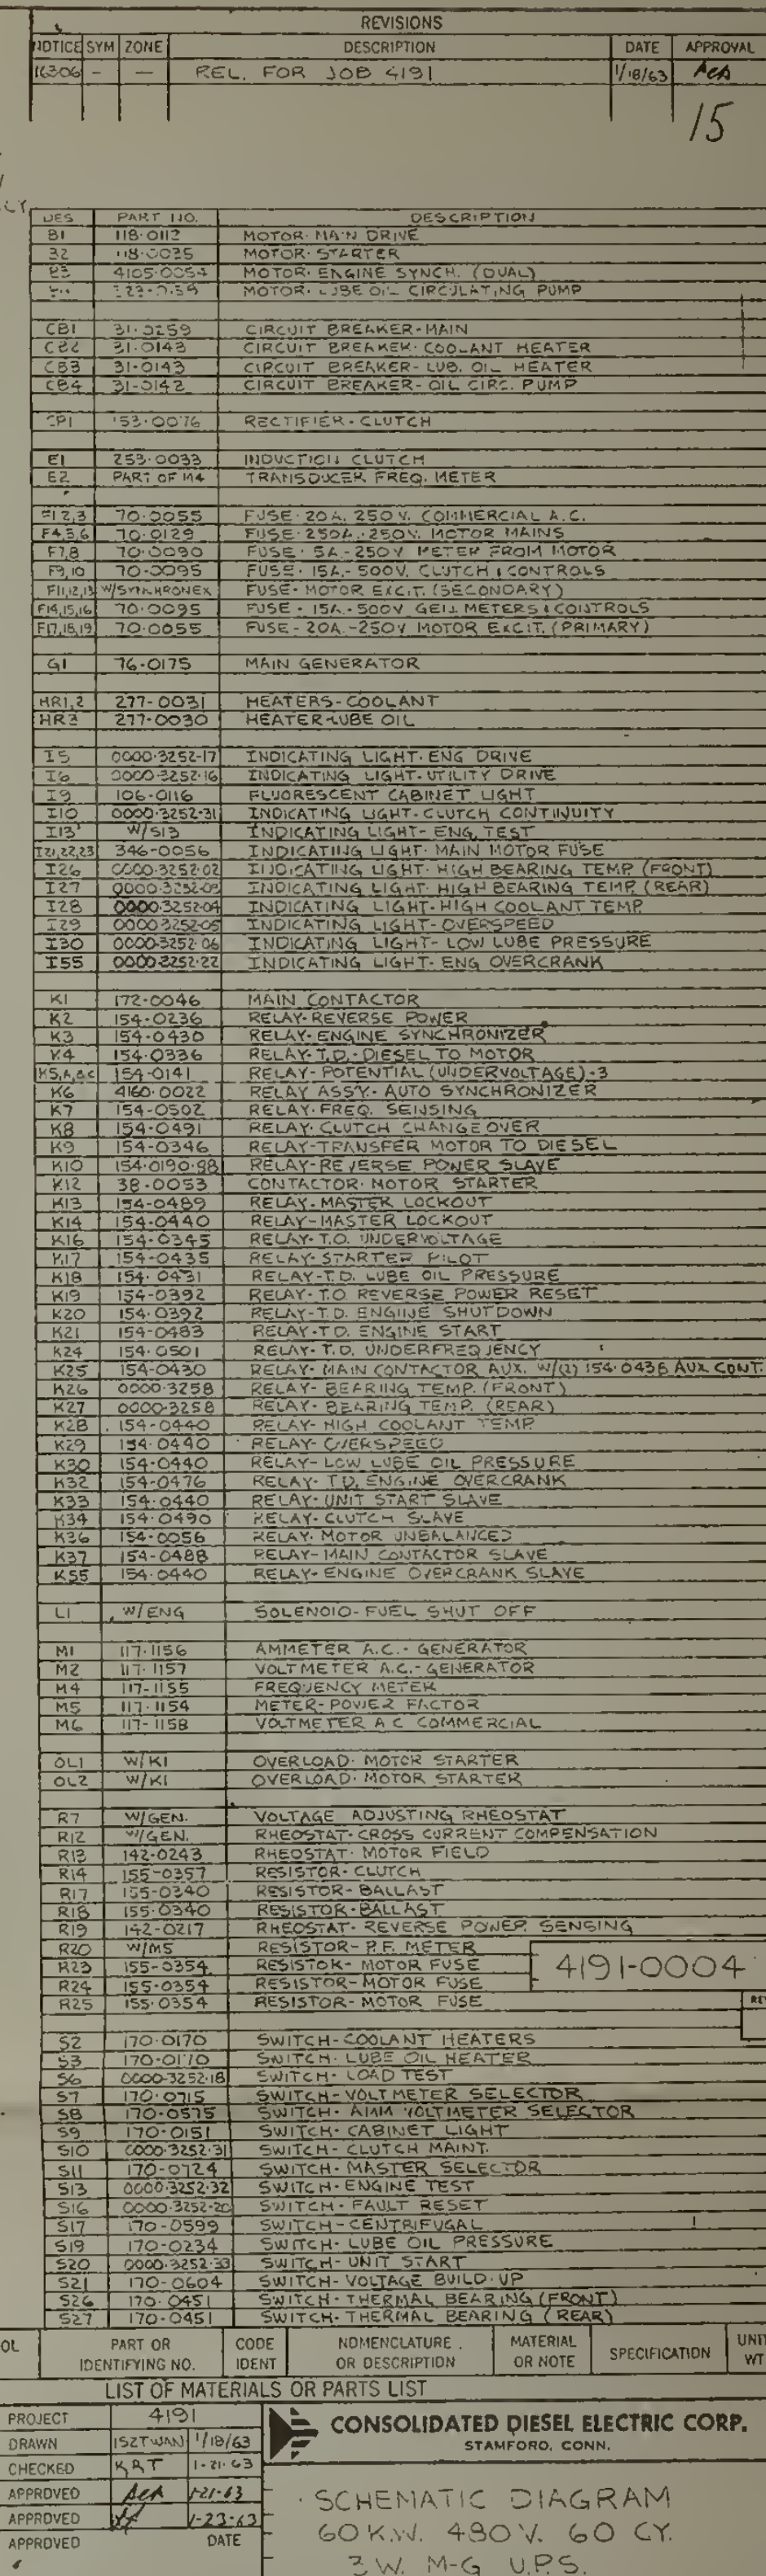 REVISIONS
NOTICE SYM ZONE DESCRIPTION DATE APPROVAL
16306 - - REL. FOR JOB 4191 1/18/63
15
DES PART NO. DESCRIPTION
B1 118-0112 MOTOR-MAIN DRIVE
B2 118-0035 MOTOR-STARTER
B3 4105-0054 MOTOR-ENGINE SYNCH. (DUAL)
MOTOR-LUBE OIL CIRCULATING PUMP
CB1 31-0259 CIRCUIT BREAKER-MAIN
CB2 31-0143 CIRCUIT BREAKER-COOLANT HEATER
CB3 31-0143 CIRCUIT BREAKER-LUB. OIL HEATER
CB4 31-0142 CIRCUIT BREAKER-OIL CIRC. PUMP
153-0076 RECTIFIER-CLUTCH
E1 253-0033 INDUCTION CLUTCH
E2 PART OF M4 TRANSDUCER FREQ. METER
F1,2,3 70-0055 FUSE-20A. 250V. COMMERCIAL A.C.
F4,5,6 70-0129 FUSE-250A.-250V. MOTOR MAINS
F7,8 70-0090 FUSE-5A.-250V METER FROM MOTOR
F9,10 70-0095 FUSE-15A.-500V. CLUTCH & CONTROLS
F11,12,13 W/SYNCHRONEX FUSE-MOTOR EXCIT. (SECONDARY)
F14,15,16 70-0095 FUSE-15A.-500V GEN. METERS & CONTROLS
F17,18,19 70-0055 FUSE-20A.-250V MOTOR EXCIT. (PRIMARY)
G1 76-0175 MAIN GENERATOR
HR1,2 277-0031 HEATERS-COOLANT
HR3 277-0030 HEATER-LUBE OIL
I5 0000-3252-17 INDICATING LIGHT-ENG DRIVE
I6 0000-3252-16 INDICATING LIGHT-UTILITY DRIVE
I9 106-0116 FLUORESCENT CABINET LIGHT
I10 0000-3252-31 INDICATING LIGHT-CLUTCH CONTINUITY
I13 W/S13 INDICATING LIGHT-ENG. TEST
I21,22,23 346-0056 INDICATING LIGHT-MAIN MOTOR FUSE
I26 0000-3252-02 INDICATING LIGHT-HIGH BEARING TEMP. (FRONT)
I27 0000-3252-03 INDICATING LIGHT-HIGH BEARING TEMP. (REAR)
I28 0000-3252-04 INDICATING LIGHT-HIGH COOLANT TEMP.
I29 0000-3252-05 INDICATING LIGHT-OVERSPEED
I30 0000-3252-06 INDICATING LIGHT-LOW LUBE PRESSURE
I55 0000-3252-22 INDICATING LIGHT-ENG OVERCRANK
K1 172-0046 MAIN CONTACTOR
K2 154-0236 RELAY-REVERSE POWER
K3 154-0430 RELAY-ENGINE SYNCHRONIZER
K4 154-0336 RELAY-T.D.-DIESEL TO MOTOR
K5,A,B,C 154-0141 RELAY-POTENTIAL (UNDERVOLTAGE)-3
K6 4160-0022 RELAY ASSY-AUTO SYNCHRONIZER
K7 154-0502 RELAY-FREQ. SENSING
K8 154-0491 RELAY-CLUTCH CHANGEOVER
K9 154-0346 RELAY-TRANSFER MOTOR TO DIESEL
K10 154-0190-98 RELAY-REVERSE POWER SLAVE
K12 38-0053 CONTACTOR-MOTOR STARTER
K13 154-0489 RELAY-MASTER LOCKOUT
K14 154-0440 RELAY-MASTER LOCKOUT
K16 154-0345 RELAY-T.D. UNDERVOLTAGE
K17 154-0435 RELAY-STARTER PILOT
K18 154-0431 RELAY-T.D. LUBE OIL PRESSURE
K19 154-0392 RELAY-T.D. REVERSE POWER RESET
K20 154-0392 RELAY-T.D. ENGINE SHUTDOWN
K21 154-0483 RELAY-T.D. ENGINE START
K24 154-0501 RELAY-T.D. UNDERFREQUENCY
K25 154-0430 RELAY-MAIN CONTACTOR AUX. W/(2) 154-0436 AUX CONT.
K26 0000-3258 RELAY-BEARING TEMP. (FRONT)
K27 0000-3258 RELAY-BEARING TEMP. (REAR)
K28 154-0440 RELAY-HIGH COOLANT TEMP
K29 154-0440 RELAY-OVERSPEED
K30 154-0440 RELAY-LOW LUBE OIL PRESSURE
K32 154-0476 RELAY-T.D. ENGINE OVERCRANK
K33 154-0440 RELAY-UNIT START SLAVE
K34 154-0490 RELAY-CLUTCH SLAVE
K36 154-0056 RELAY-MOTOR UNBALANCED
K37 154-0488 RELAY-MAIN CONTACTOR SLAVE
K55 154-0440 RELAY-ENGINE OVERCRANK SLAVE
L1 W/ENG SOLENOID-FUEL SHUT OFF
M1 117-1156 AMMETER A.C.-GENERATOR
M2 117-1157 VOLTMETER A.C.-GENERATOR
M4 117-1155 FREQUENCY METER
M5 117-1154 METER-POWER FACTOR
M6 117-1158 VOLTMETER A C COMMERCIAL
OL1 W/K1 OVERLOAD-MOTOR STARTER
OL2 W/K1 OVERLOAD-MOTOR STARTER
R7 W/GEN. VOLTAGE ADJUSTING RHEOSTAT
R12 W/GEN. RHEOSTAT-CROSS CURRENT COMPENSATION
R13 142-0243 RHEOSTAT-MOTOR FIELD
R14 155-0357 RESISTOR-CLUTCH
R17 155-0340 RESISTOR-BALLAST
R18 155-0340 RESISTOR-BALLAST
R19 142-0217 RHEOSTAT-REVERSE POWER SENSING
R20 W/M5 RESISTOR-P.F. METER
R23 155-0354 RESISTOR-MOTOR FUSE
4191-0004
R24 155-0354 RESISTOR-MOTOR FUSE
R25 155-0354 RESISTOR-MOTOR FUSE
S2 170-0170 SWITCH-COOLANT HEATERS
S3 170-0170 SWITCH-LUBE OIL HEATER
S6 0000-3252-18 SWITCH-LOAD TEST
S7 170-0715 SWITCH-VOLTMETER SELECTOR
S8 170-0575 SWITCH-AMM VOLTMETER SELECTOR
S9 170-0151 SWITCH-CABINET LIGHT
S10 0000-3252-31 SWITCH-CLUTCH MAINT.
S11 170-0724 SWITCH-MASTER SELECTOR
S13 0000-3252-32 SWITCH-ENGINE TEST
S16 0000-3252-20 SWITCH-FAULT RESET
S17 170-0599 SWITCH-CENTRIFUGAL
S19 170-0234 SWITCH-LUBE OIL PRESSURE
S20 0000-3252-33 SWITCH-UNIT START
S21 170-0604 SWITCH-VOLTAGE BUILD-UP
S26 170-0451 SWITCH-THERMAL BEARING (FRONT)
S27 170-0451 SWITCH-THERMAL BEARING (REAR)
OL PART OR IDENTIFYING NO. CODE IDENT NOMENCLATURE OR DESCRIPTION MATERIAL OR NOTE SPECIFICATION UNIT WT
LIST OF MATERIALS OR PARTS LIST
PROJECT 4191
DRAWN ISZTWAN 1/18/63
CHECKED KRT 1-21-63
APPROVED 1-21-63
APPROVED 1-23-63
APPROVED DATE
CONSOLIDATED DIESEL ELECTRIC CORP.
STAMFORD, CONN.
SCHEMATIC DIAGRAM
60 K.W. 480V. 60 CY.
3 W. M-G U.P.S.